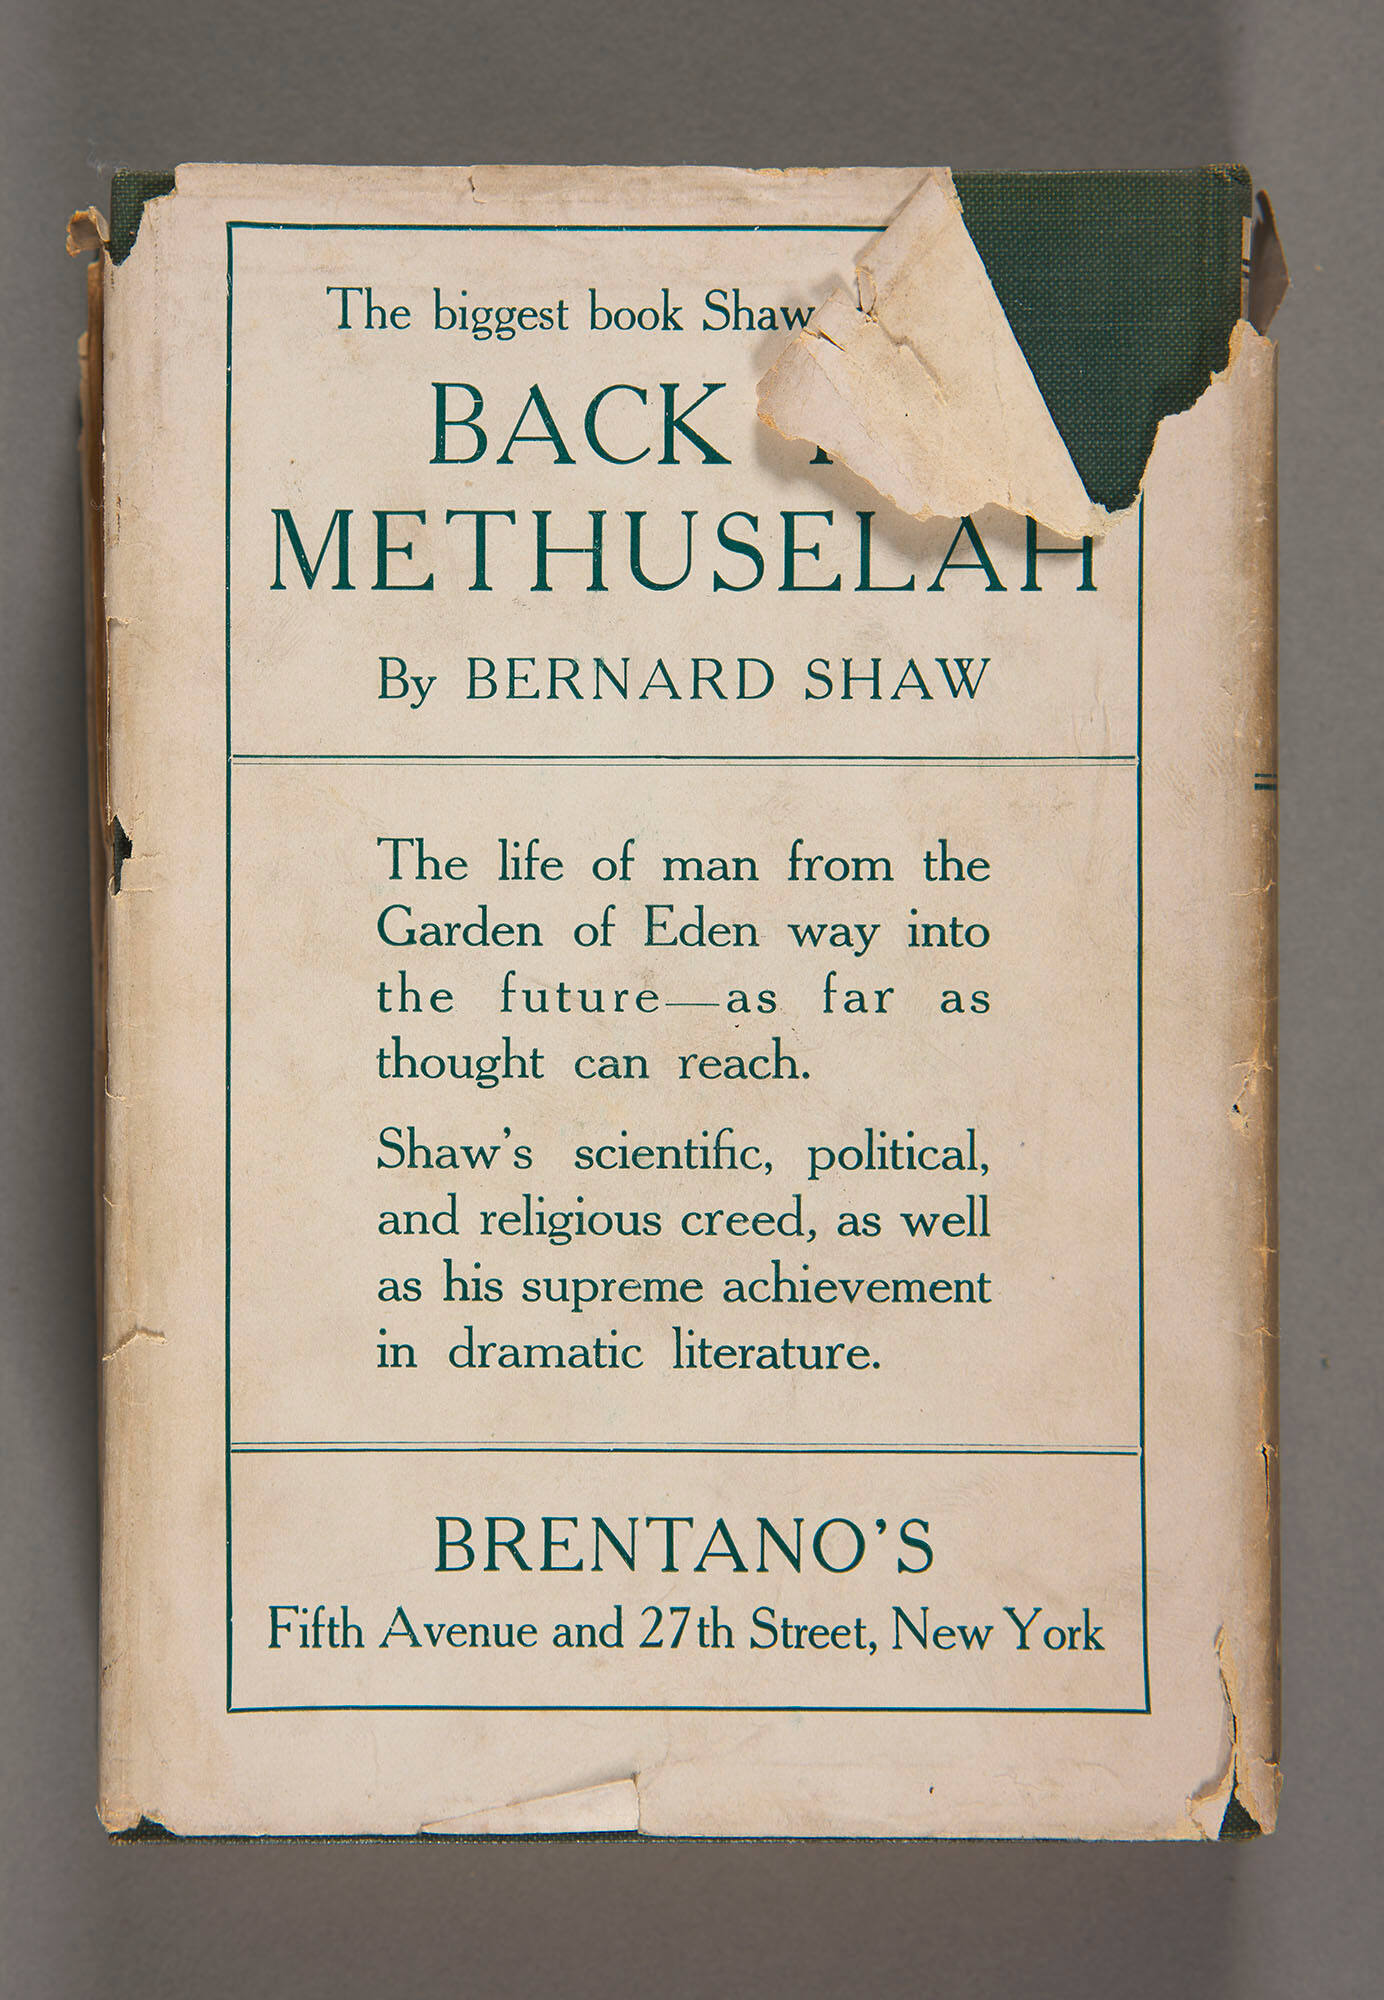 The biggest book Shaw
BACK
METHUSELAH
By BERNARD SHAW
The life of man from the
Garden of Eden way into
the future—as far as
thought can reach.
Shaw's scientific, political,
and religious creed, as well
as his supreme achievement
in dramatic literature.
BRENTANO'S
Fifth Avenue and 27th Street, New York